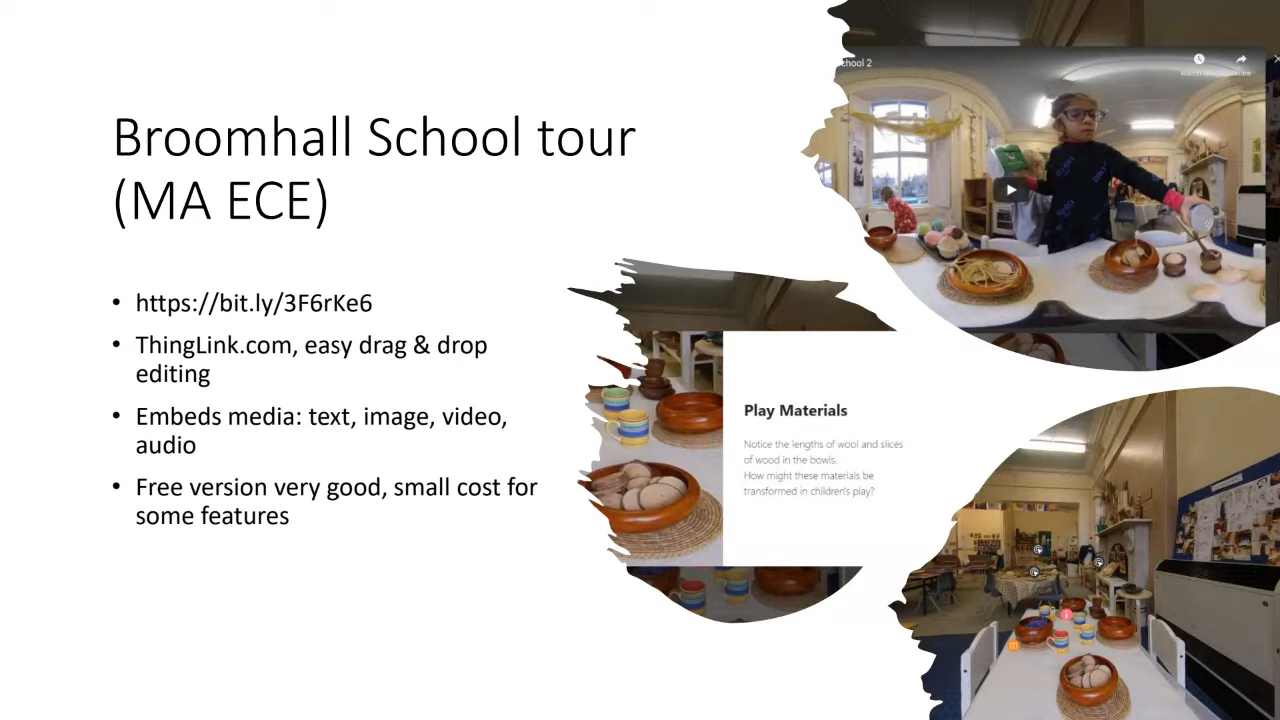 Broomhall School tour
(MA ECE)
• https://bit.ly/3F6rKe6
• ThingLink.com, easy drag & drop
editing
• Embeds media: text, image, video,
audio
• Free version very good, small cost for
some features
chool 2
Play Materials
Notice the lengths of wool and slices
of wood in the bowls.
How might these materials be
transformed in children's play?